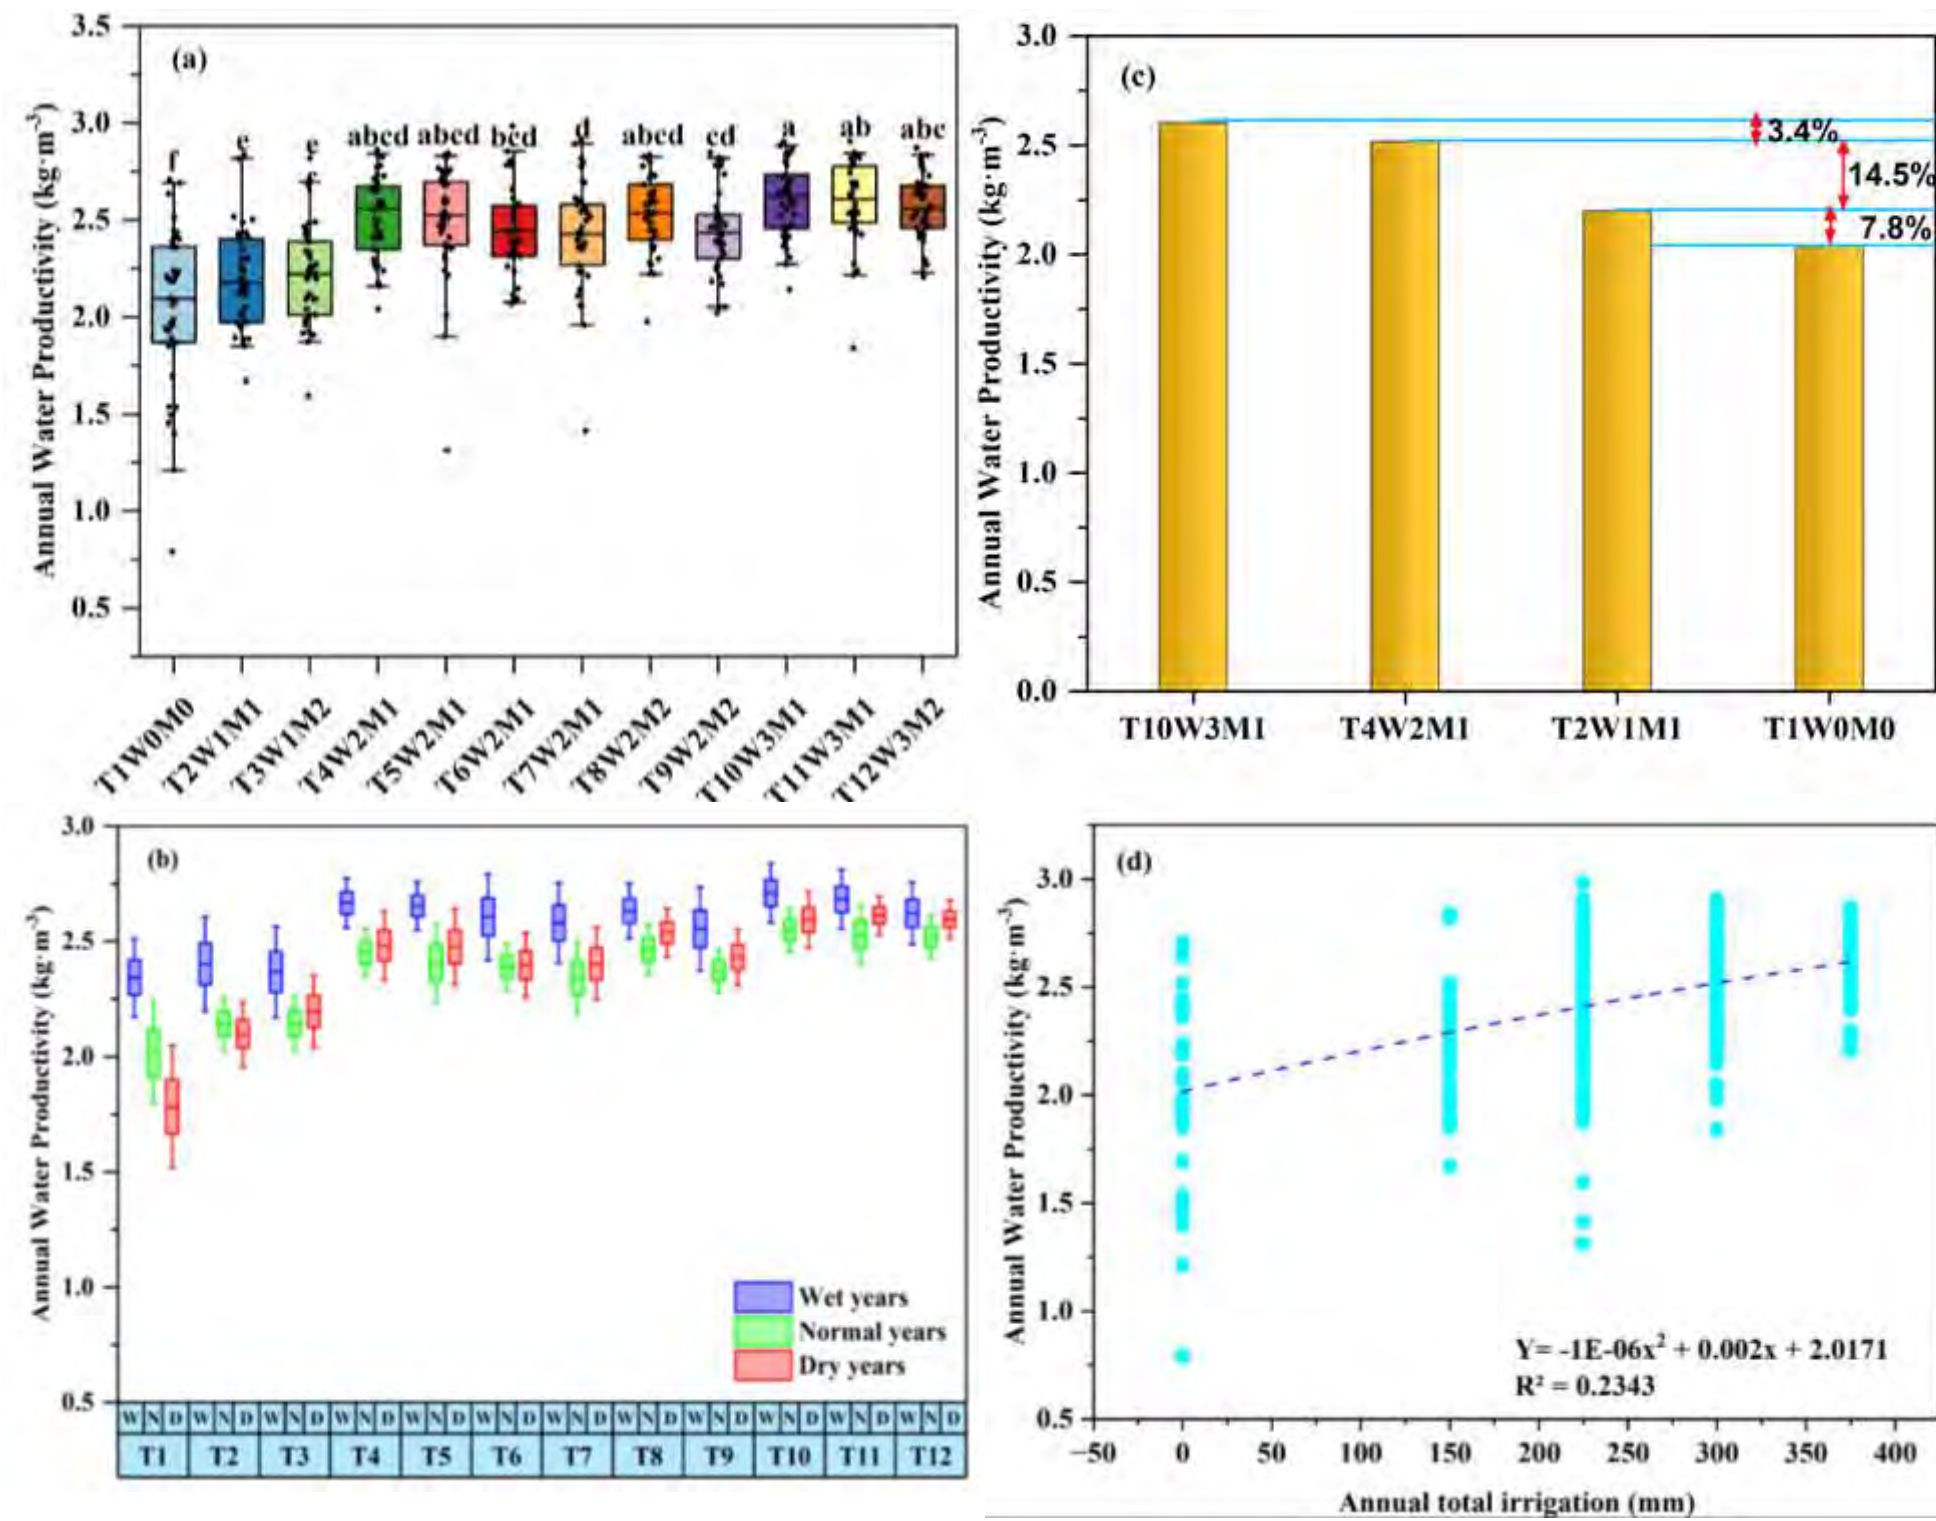 (a)
Annual Water Productivity (kg·m⁻³)
3.5
3.0
2.5
2.0
1.5
1.0
0.5
f
e
e
abcd
abcd
bcd
d
abcd
cd
a
ab
abc
T1W0M0
T2W1M1
T3W1M2
T4W2M1
T5W2M1
T6W2M1
T7W2M1
T8W2M2
T9W2M2
T10W3M1
T11W3M1
T12W3M2
(c)
Annual Water Productivity (kg·m⁻³)
3.0
2.5
2.0
1.5
1.0
0.5
0.0
3.4%
14.5%
7.8%
T10W3M1
T4W2M1
T2W1M1
T1W0M0
(b)
Annual Water Productivity (kg·m⁻³)
3.0
2.5
2.0
1.5
1.0
0.5
Wet years
Normal years
Dry years
W N D W N D W N D W N D W N D W N D W N D W N D W N D W N D W N D W N D
T1 T2 T3 T4 T5 T6 T7 T8 T9 T10 T11 T12
(d)
Annual Water Productivity (kg·m⁻³)
3.0
2.5
2.0
1.5
1.0
0.5
Y= -1E-06x² + 0.002x + 2.0171
R² = 0.2343
-50 0 50 100 150 200 250 300 350 400
Annual total irrigation (mm)